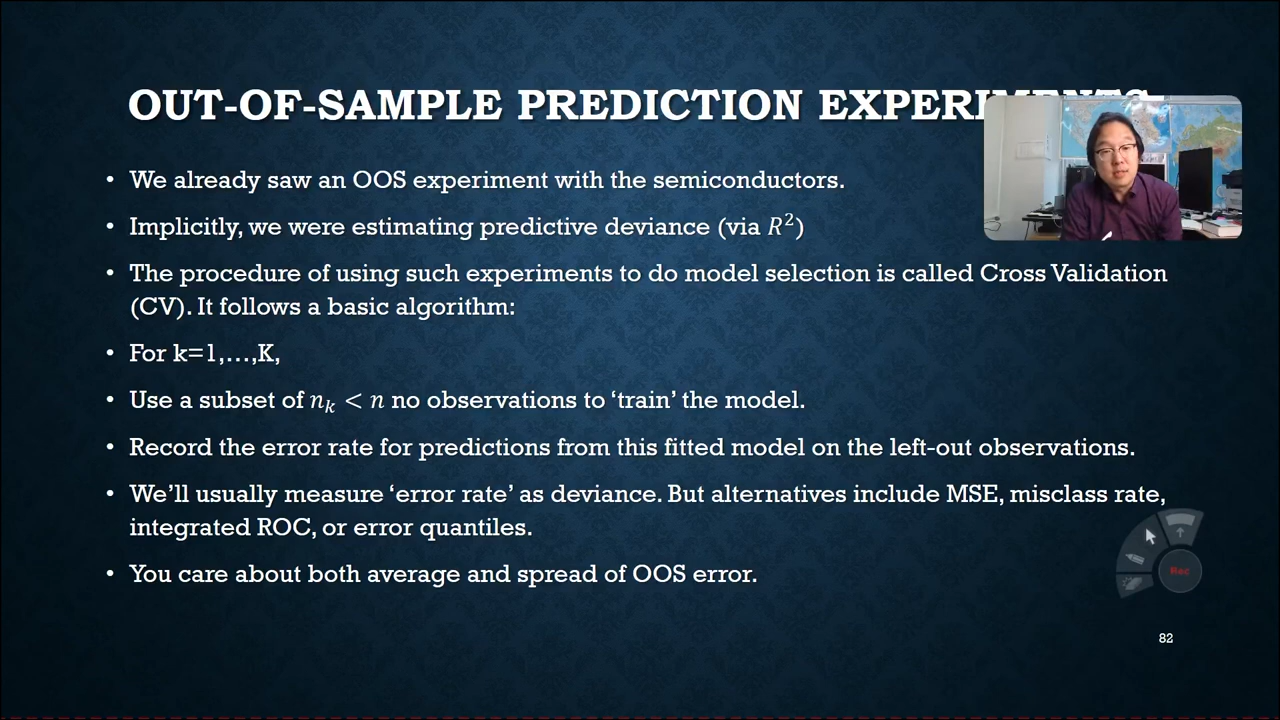 OUT-OF-SAMPLE PREDICTION EXPERIMENTS
• We already saw an OOS experiment with the semiconductors.
• Implicitly, we were estimating predictive deviance (via R²)
• The procedure of using such experiments to do model selection is called Cross Validation
(CV). It follows a basic algorithm:
• For k=1,…,K,
• Use a subset of nₖ < n no observations to ‘train’ the model.
• Record the error rate for predictions from this fitted model on the left-out observations.
• We’ll usually measure ‘error rate’ as deviance. But alternatives include MSE, misclass rate,
integrated ROC, or error quantiles.
• You care about both average and spread of OOS error.
Rec
82